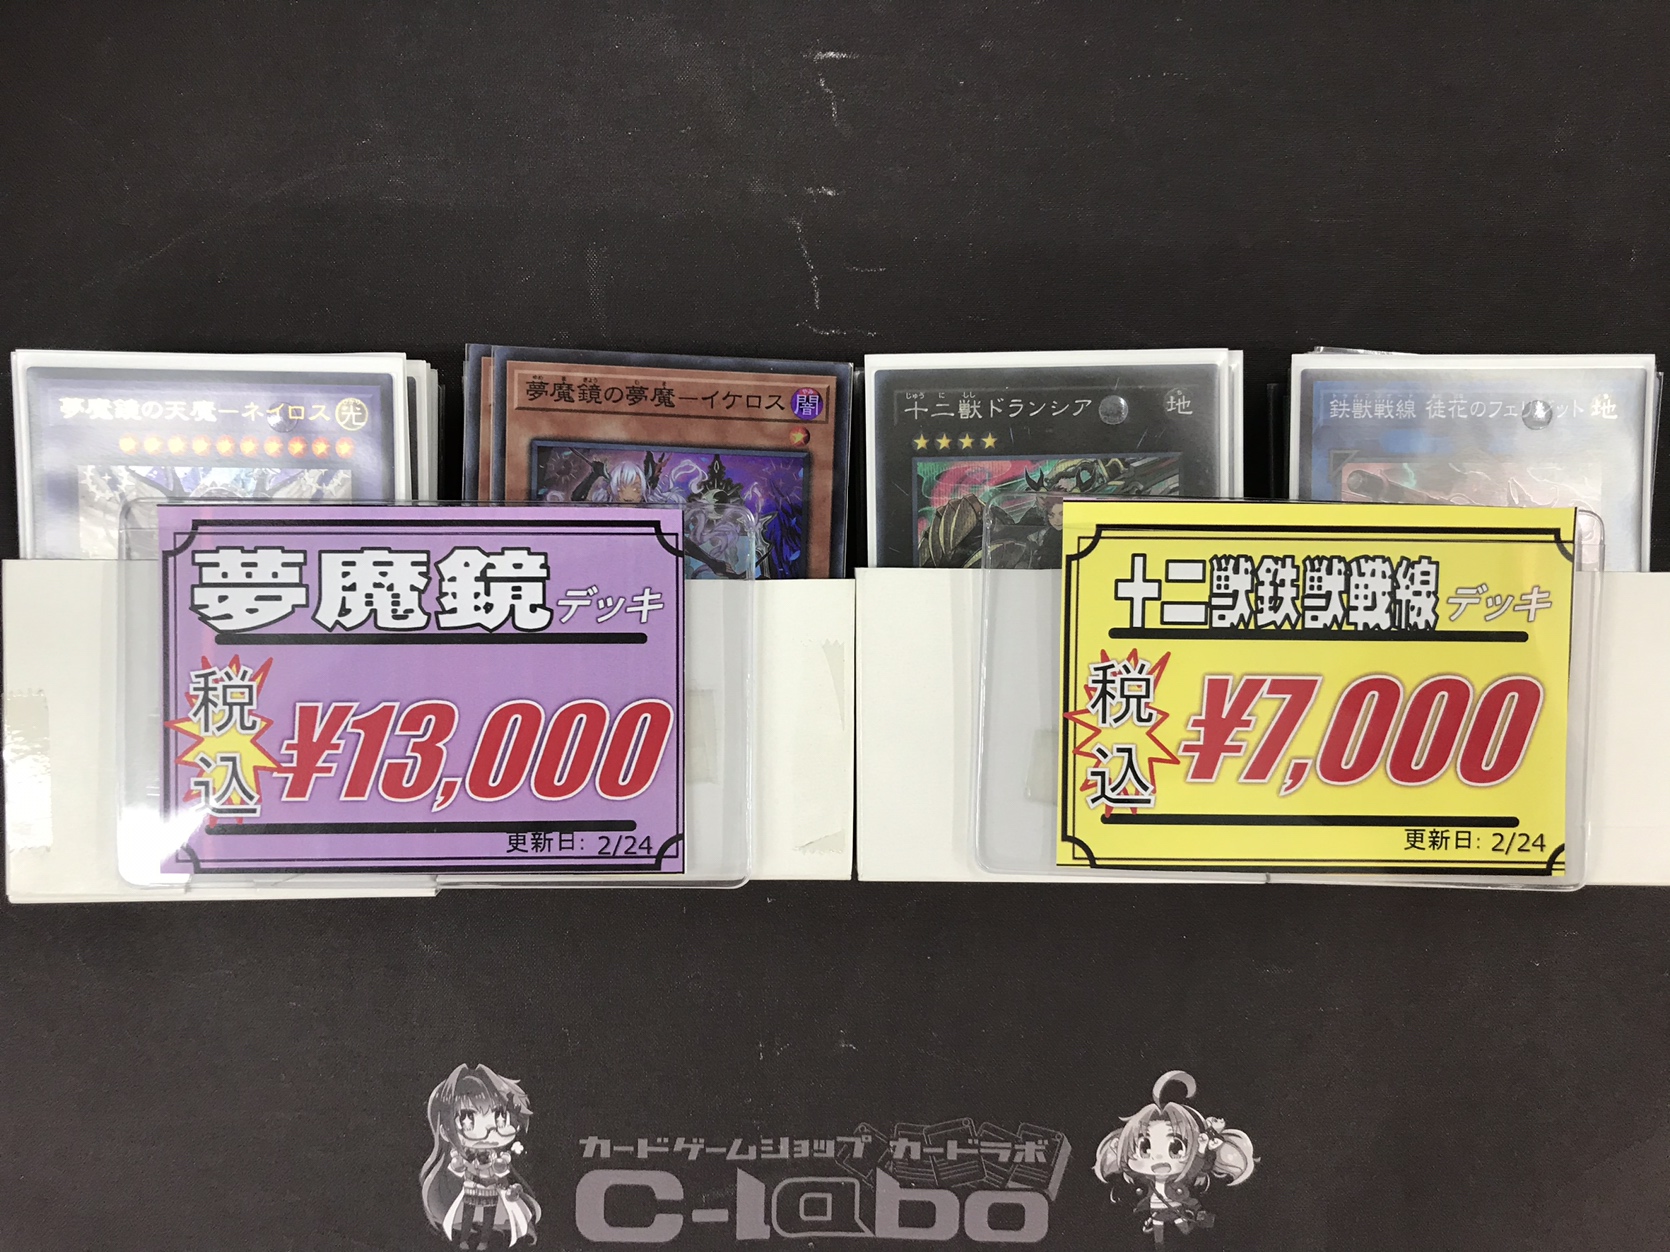 夢魔鏡の天魔－ネイロス 光
夢魔鏡の夢魔－イケロス 闇
十二獣ドランシア 地
鉄獣戦線 徒花のフェリジット 地
夢魔鏡デッキ
税込 ¥13,000
更新日: 2/24
十二獣鉄獣戦線デッキ
税込 ¥7,000
更新日: 2/24
カードゲームショップ カードラボ
C-labo